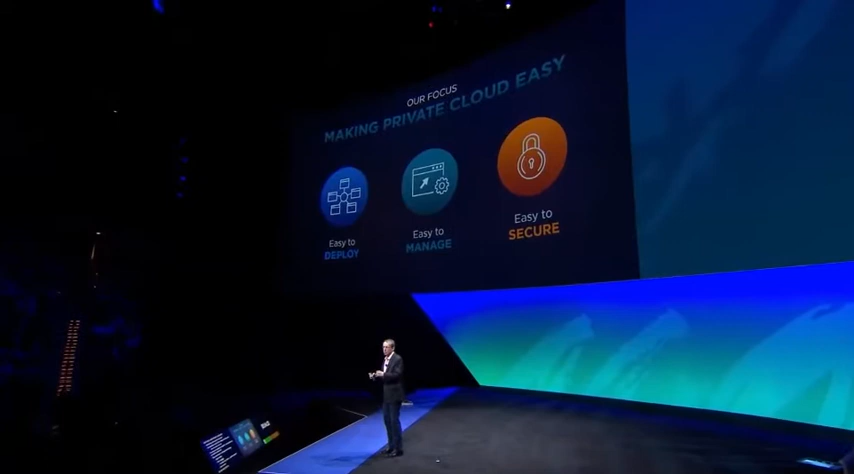 OUR FOCUS
MAKING PRIVATE CLOUD EASY
Easy to
DEPLOY
Easy to
MANAGE
Easy to
SECURE